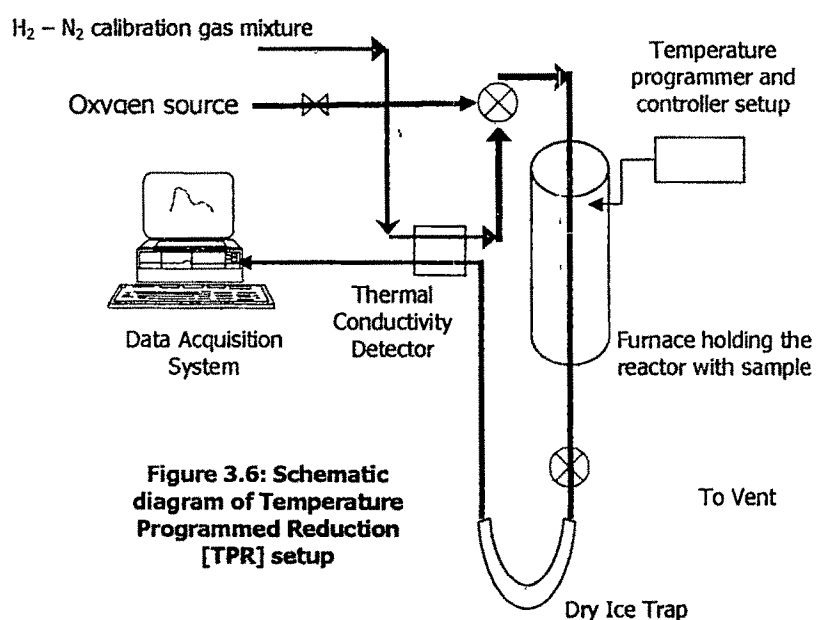 H₂ – N₂ calibration gas mixture
Oxygen source
Temperature
programmer and
controller setup
Thermal
Conductivity
Detector
Data Acquisition
System
Furnace holding the
reactor with sample
Figure 3.6: Schematic
diagram of Temperature
Programmed Reduction
[TPR] setup
To Vent
Dry Ice Trap